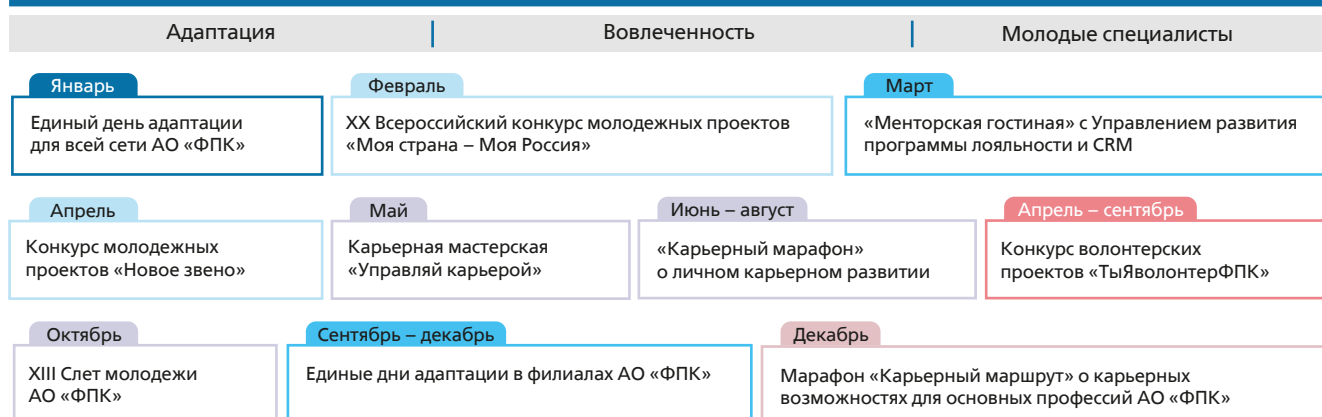 Адаптация
Вовлеченность
Молодые специалисты
Январь
Единый день адаптации
для всей сети АО «ФПК»
Февраль
XX Всероссийский конкурс молодежных проектов
«Моя страна – Моя Россия»
Март
«Менторская гостиная» с Управлением развития
программы лояльности и CRM
Апрель
Конкурс молодежных
проектов «Новое звено»
Май
Карьерная мастерская
«Управляй карьерой»
Июнь – август
«Карьерный марафон»
о личном карьерном развитии
Апрель – сентябрь
Конкурс волонтерских
проектов «ТыЯволонтерФПК»
Октябрь
XIII Слет молодежи
АО «ФПК»
Сентябрь – декабрь
Единые дни адаптации в филиалах АО «ФПК»
Декабрь
Марафон «Карьерный маршрут» о карьерных
возможностях для основных профессий АО «ФПК»